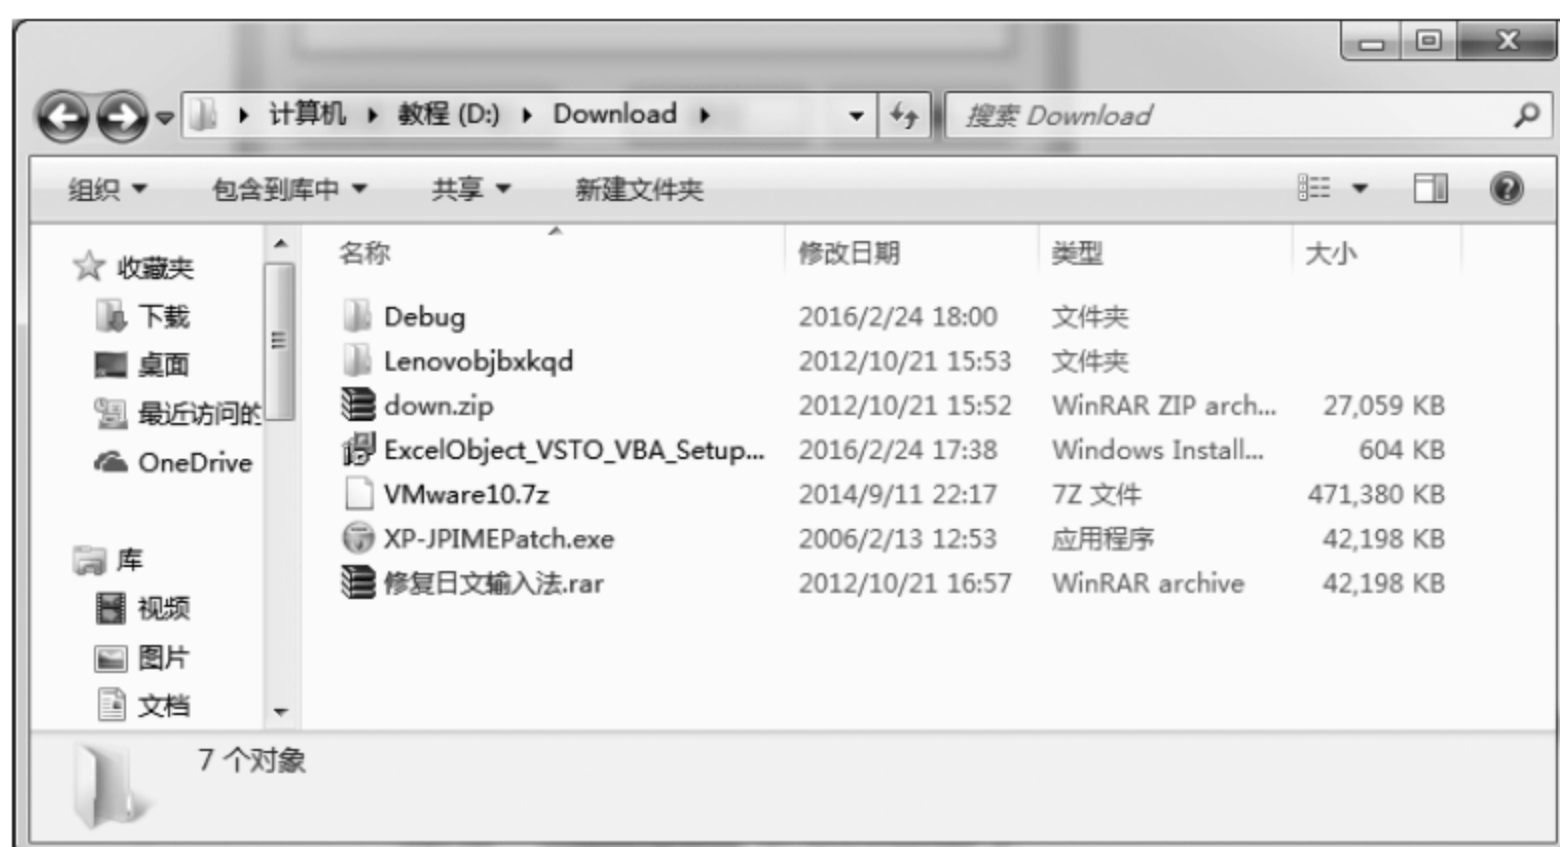 计算机 教程 (D:) Download 搜索 Download
组织 包含到库中 共享 新建文件夹
收藏夹
下载
桌面
最近访问的
OneDrive
库
视频
图片
文档
名称 修改日期 类型 大小
Debug 2016/2/24 18:00 文件夹
Lenovobjbxkqd 2012/10/21 15:53 文件夹
down.zip 2012/10/21 15:52 WinRAR ZIP arch... 27,059 KB
ExcelObject_VSTO_VBA_Setup... 2016/2/24 17:38 Windows Install... 604 KB
VMware10.7z 2014/9/11 22:17 7Z 文件 471,380 KB
XP-JPIMEPatch.exe 2006/2/13 12:53 应用程序 42,198 KB
修复日文输入法.rar 2012/10/21 16:57 WinRAR archive 42,198 KB
7 个对象